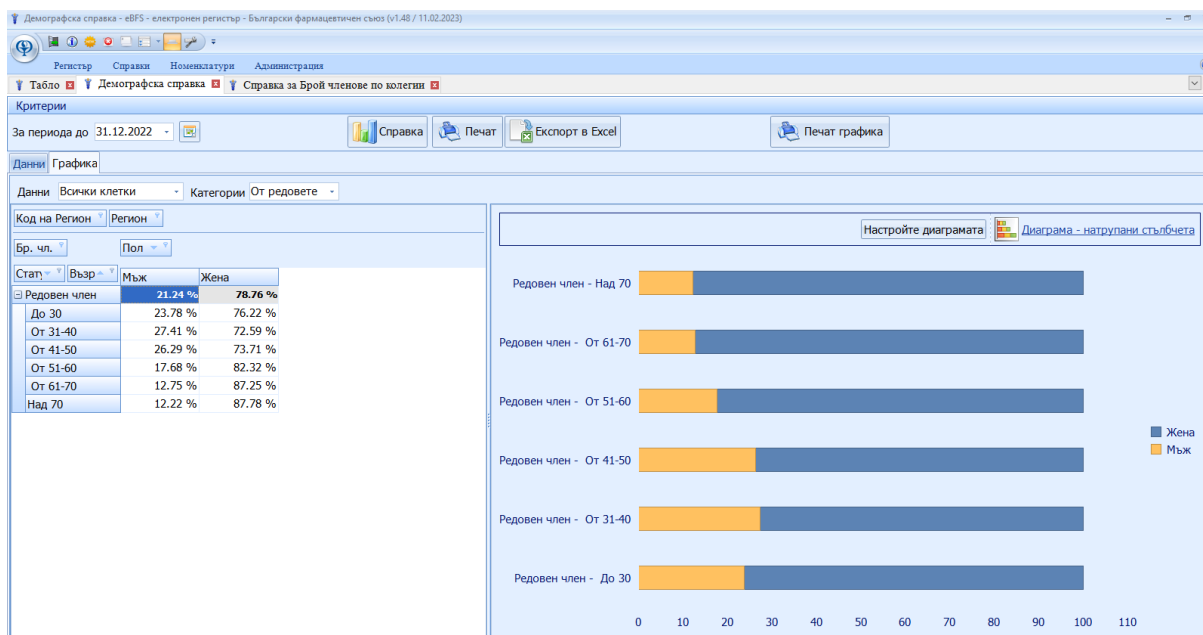 Демографска справка - eBFS - електронен регистър - Български фармацевтичен съюз (v1.48 / 11.02.2023)
Регистър Справки Номенклатури Администрация
Табло Демографска справка Справка за Брой членове по колегии
Критерии
За периода до 31.12.2022 Справка Печат Експорт в Excel Печат графика
Данни Графика
Данни Всички клетки Категории От редовете
Код на Регион Регион
Бр. чл. Пол
Възр Мъж Жена
Редовен член 21.24 % 78.76 %
До 30 23.78 % 76.22 %
От 31-40 27.41 % 72.59 %
От 41-50 26.29 % 73.71 %
От 51-60 17.68 % 82.32 %
От 61-70 12.75 % 87.25 %
Над 70 12.22 % 87.78 %
Настройте диаграмата Диаграма - натрупани стълбчета
Редовен член - Над 70
Редовен член - От 61-70
Редовен член - От 51-60
Редовен член - От 41-50
Редовен член - От 31-40
Редовен член - До 30
0 10 20 30 40 50 60 70 80 90 100 110
Жена
Мъж